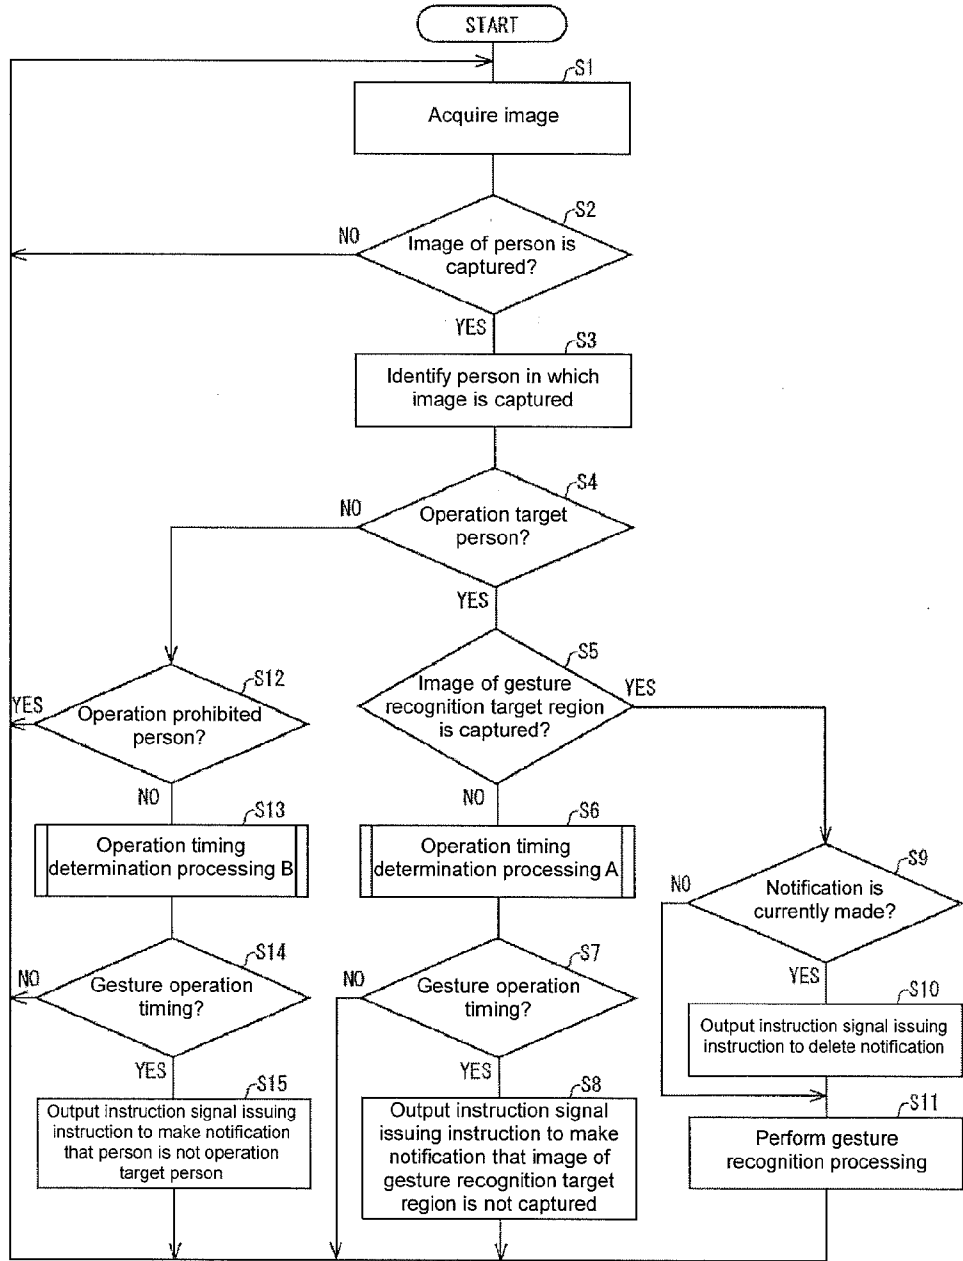 START
S1
Acquire image
S2
NO
Image of person is
captured?
YES
S3
Identify person in which
image is captured
S4
NO
Operation target
person?
YES
S5
Image of gesture
recognition target region
is captured?
YES
NO
S12
YES
Operation prohibited
person?
NO
S13
Operation timing
determination processing B
S6
Operation timing
determination processing A
S9
NO
Notification is
currently made?
YES
S14
NO
Gesture operation
timing?
YES
S7
NO
Gesture operation
timing?
YES
S10
Output instruction signal issuing
instruction to delete notification
S15
Output instruction signal issuing
instruction to make notification
that person is not operation
target person
S8
Output instruction signal
issuing instruction to make
notification that image of
gesture recognition target
region is not captured
S11
Perform gesture
recognition processing